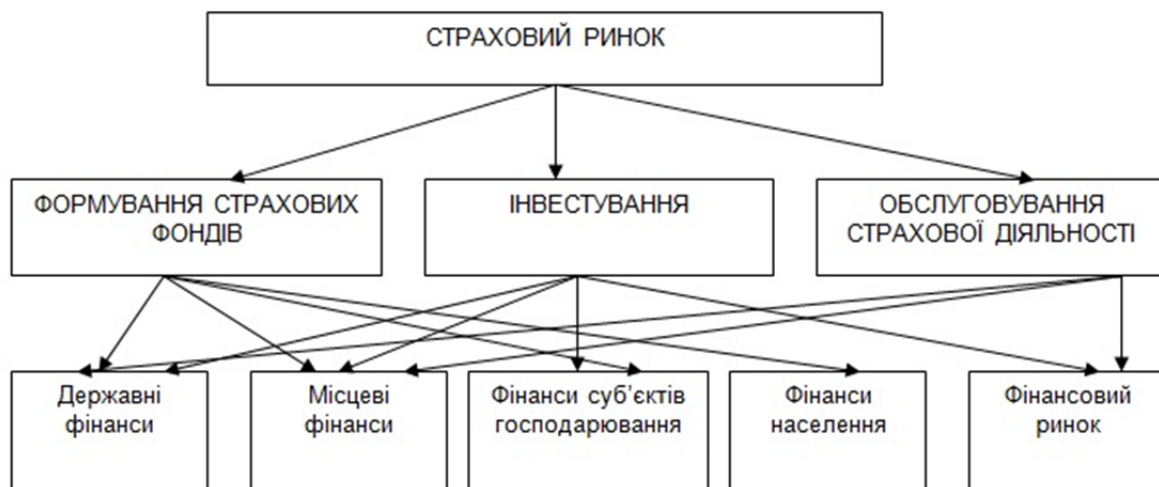 СТРАХОВИЙ РИНОК
ФОРМУВАННЯ СТРАХОВИХ
ФОНДІВ
ІНВЕСТУВАННЯ
ОБСЛУГОВУВАННЯ
СТРАХОВОЇ ДІЯЛЬНОСТІ
Державні
фінанси
Місцеві
фінанси
Фінанси суб’єктів
господарювання
Фінанси
населення
Фінансовий
ринок